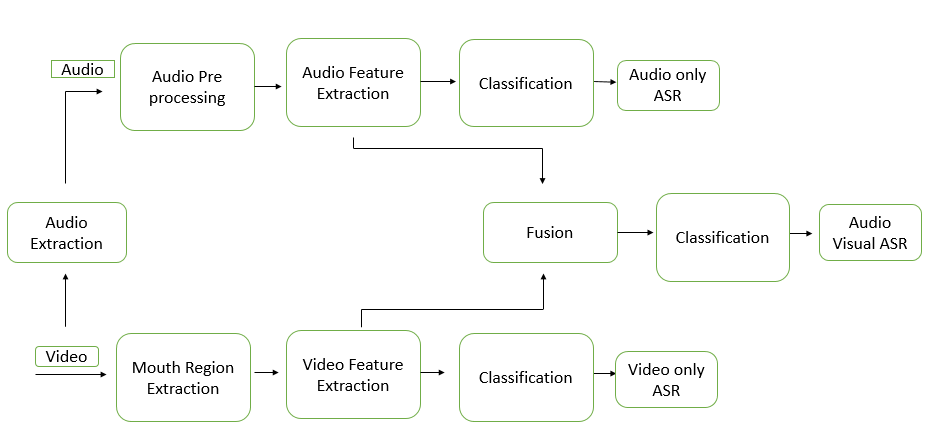 Audio
Audio Pre
processing
Audio Feature
Extraction
Classification
Audio only
ASR
Audio
Extraction
Fusion
Classification
Audio
Visual ASR
Video
Mouth Region
Extraction
Video Feature
Extraction
Classification
Video only
ASR